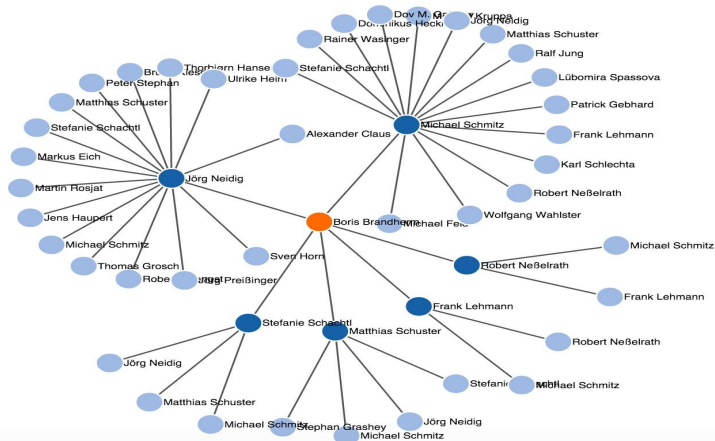 Dov M.
Kruppa
Jörg Neidig
Rainer Wasinger
Matthias Schuster
Ralf Jung
Stefanie Schachtl
Lübomira Spassova
Patrick Gebhard
Michael Schmitz
Frank Lehmann
Alexander Claus
Karl Schlechta
Robert Neßelrath
Wolfgang Wahlster
Thorbjørn Hanse
Ulrike Heim
Peter Stephan
Matthias Schuster
Stefanie Schachtl
Markus Eich
Jörg Neidig
Martin Rosjat
Jens Haupert
Michael Schmitz
Thomas Grosch
Jörg Preißinger
Sven Horn
Boris
Michael
Robert Neßelrath
Michael Schmitz
Frank Lehmann
Frank Lehmann
Robert Neßelrath
Michael Schmitz
Stefanie Schachtl
Matthias Schuster
Jörg Neidig
Matthias Schuster
Michael Schmitz
Stephan Grashey
Michael Schmitz
Jörg Neidig